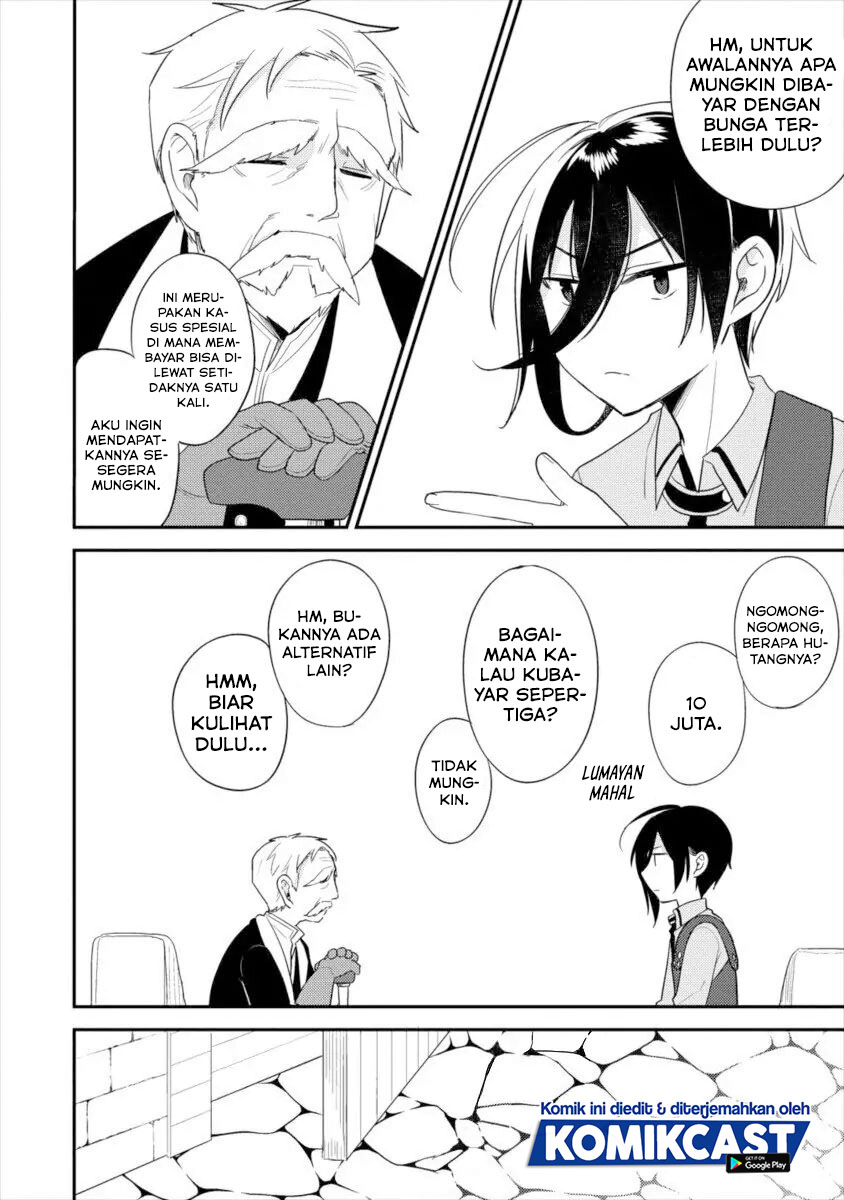 HM, UNTUK
AWALANNYA APA
MUNGKIN DIBA-
YAR DENGAN
BUNGA TER-
LEBIH DULU?
INI MERU-
PAKAN KA-
SUS SPESIAL
DI MANA MEM-
BAYAR BISA DI-
LEWAT SETI-
DAKNYA SATU
KALI.
AKU INGIN
MENDAPAT-
KANNYA SE-
SEGERA
MUNGKIN.
NGOMONG-
NGOMONG,
BERAPA HU-
TANGNYA?
10
JUTA.
LUMAYAN
MAHAL
BAGAI-
MANA KA-
LAU KUBA-
YAR SEPER-
TIGA?
TIDAK
MUNG-
KIN.
HM, BU-
KANNYA ADA
ALTERNATIF
LAIN?
HMM,
BIAR
KULIHAT
DULU...
Komik ini diedit & diterjemahkan oleh
KOMIKCAST
GET IT ON
Google Play